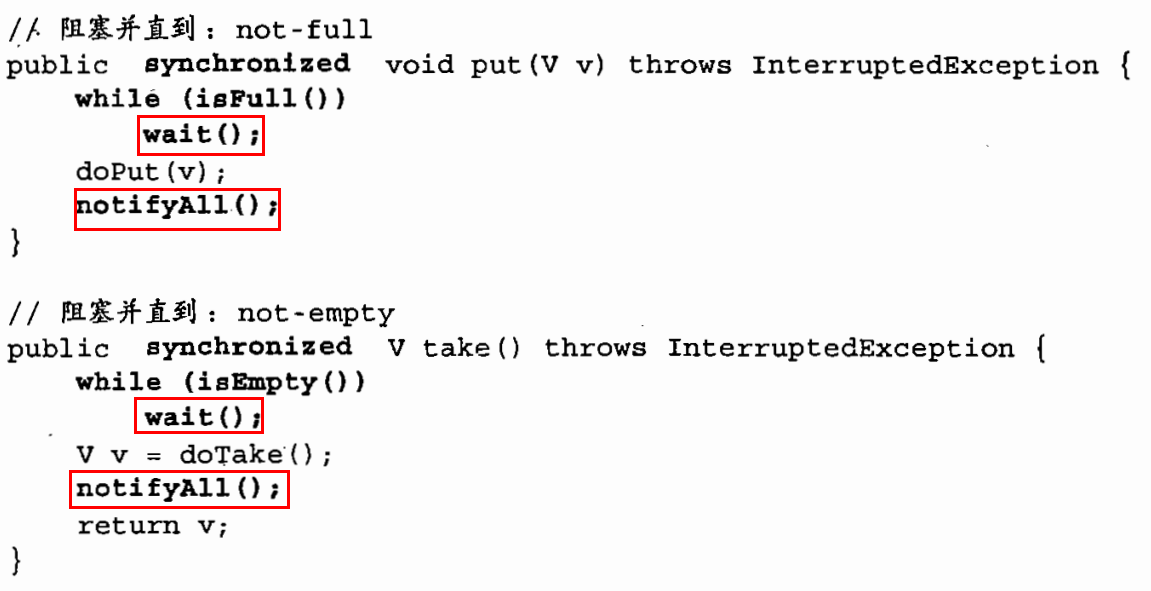 // 阻塞并直到：not-full
public synchronized void put(V v) throws InterruptedException {
    while (isFull())
        wait();
    doPut(v);
    notifyAll();
}
// 阻塞并直到：not-empty
public synchronized V take() throws InterruptedException {
    while (isEmpty())
        wait();
    V v = doTake();
    notifyAll();
    return v;
}